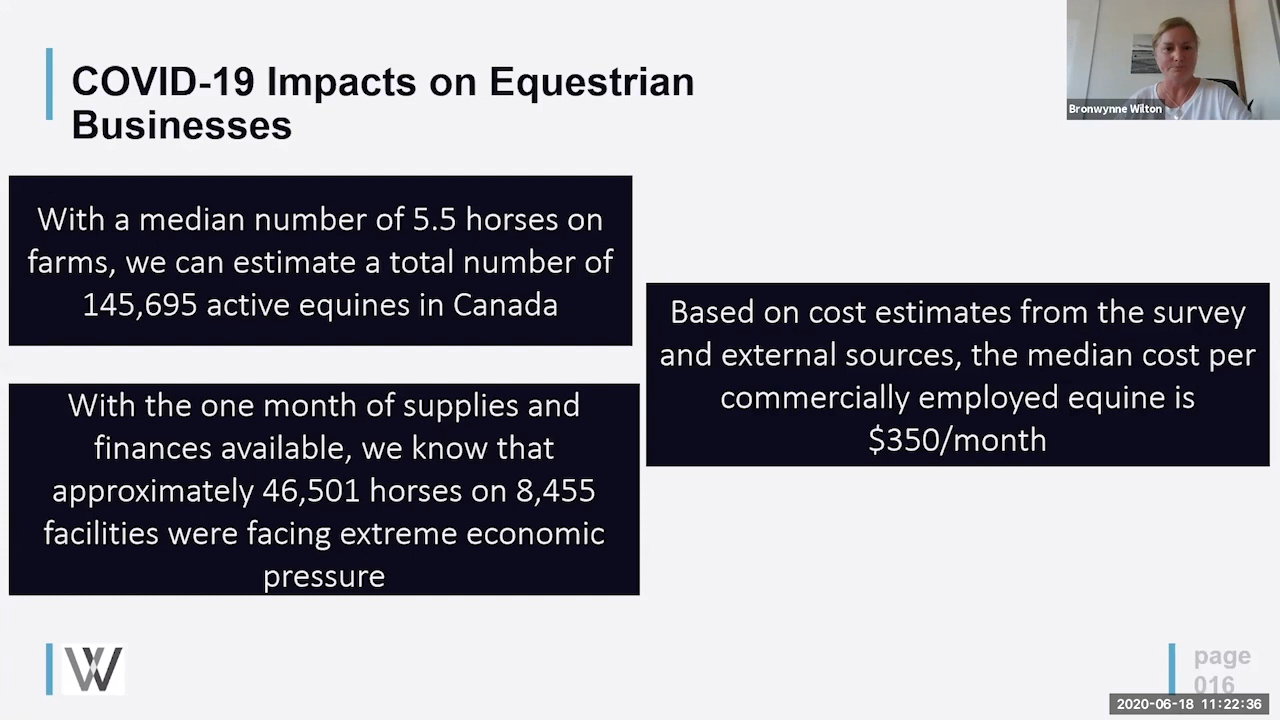 COVID-19 Impacts on Equestrian
Businesses
Bronwynne Wilton
With a median number of 5.5 horses on
farms, we can estimate a total number of
145,695 active equines in Canada
Based on cost estimates from the survey
and external sources, the median cost per
commercially employed equine is
$350/month
With the one month of supplies and
finances available, we know that
approximately 46,501 horses on 8,455
facilities were facing extreme economic
pressure
W
page
016
2020-06-18 11:22:36